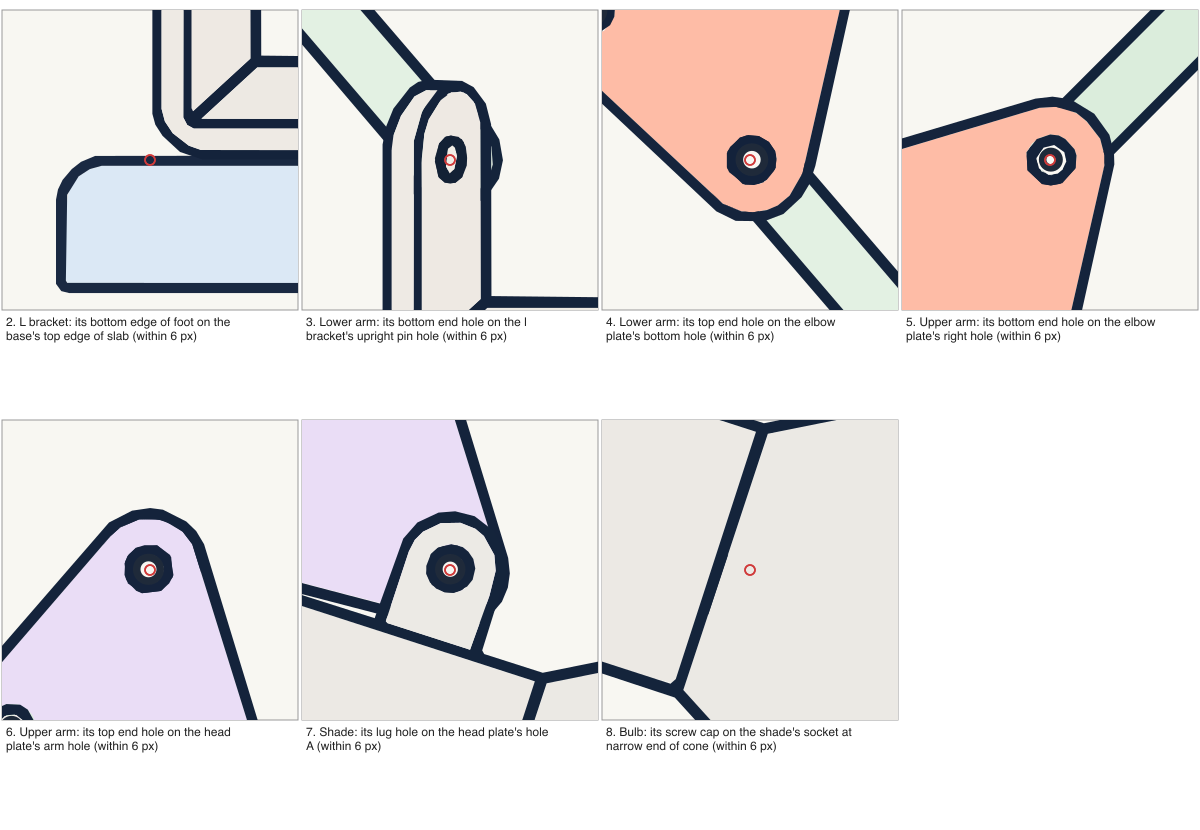 2. L bracket: its bottom edge of foot on the
base's top edge of slab (within 6 px)
3. Lower arm: its bottom end hole on the l
bracket's upright pin hole (within 6 px)
4. Lower arm: its top end hole on the elbow
plate's bottom hole (within 6 px)
5. Upper arm: its bottom end hole on the elbow
plate's right hole (within 6 px)
6. Upper arm: its top end hole on the head
plate's arm hole (within 6 px)
7. Shade: its lug hole on the head plate's hole
A (within 6 px)
8. Bulb: its screw cap on the shade's socket at
narrow end of cone (within 6 px)